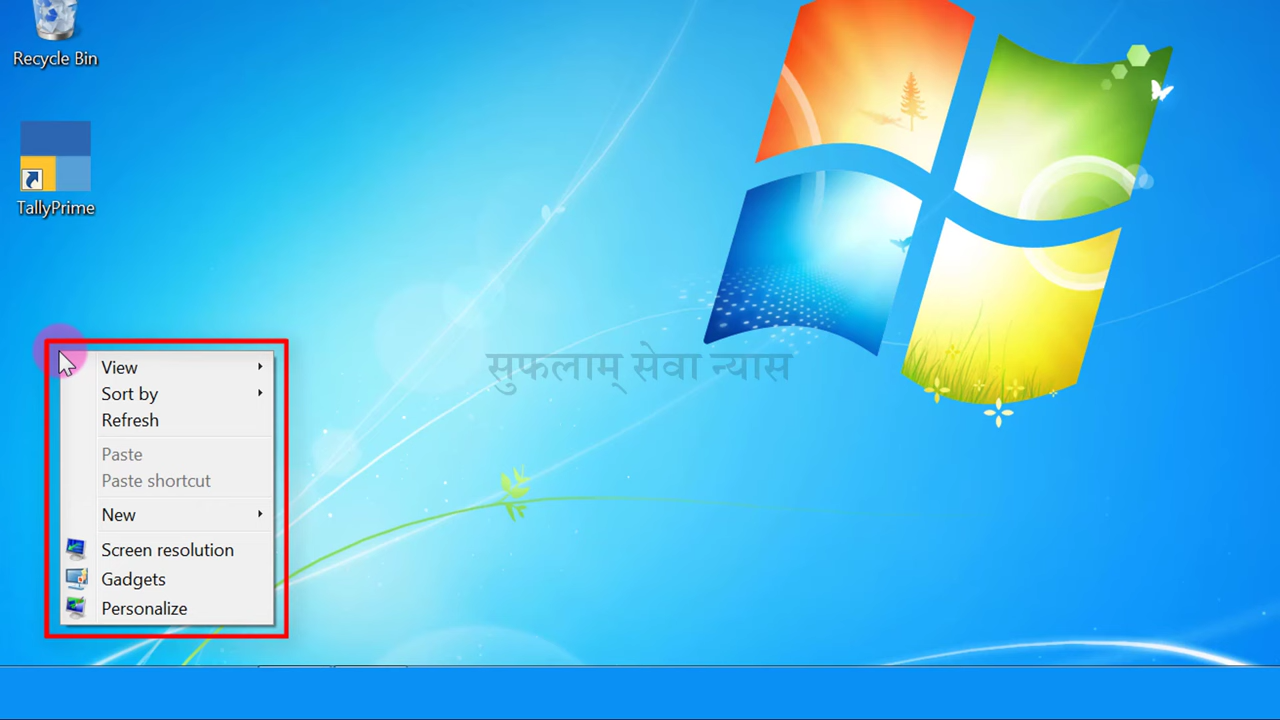 Recycle Bin
TallyPrime
सुफलाम् सेवा न्यास
View
Sort by
Refresh
Paste
Paste shortcut
New
Screen resolution
Gadgets
Personalize